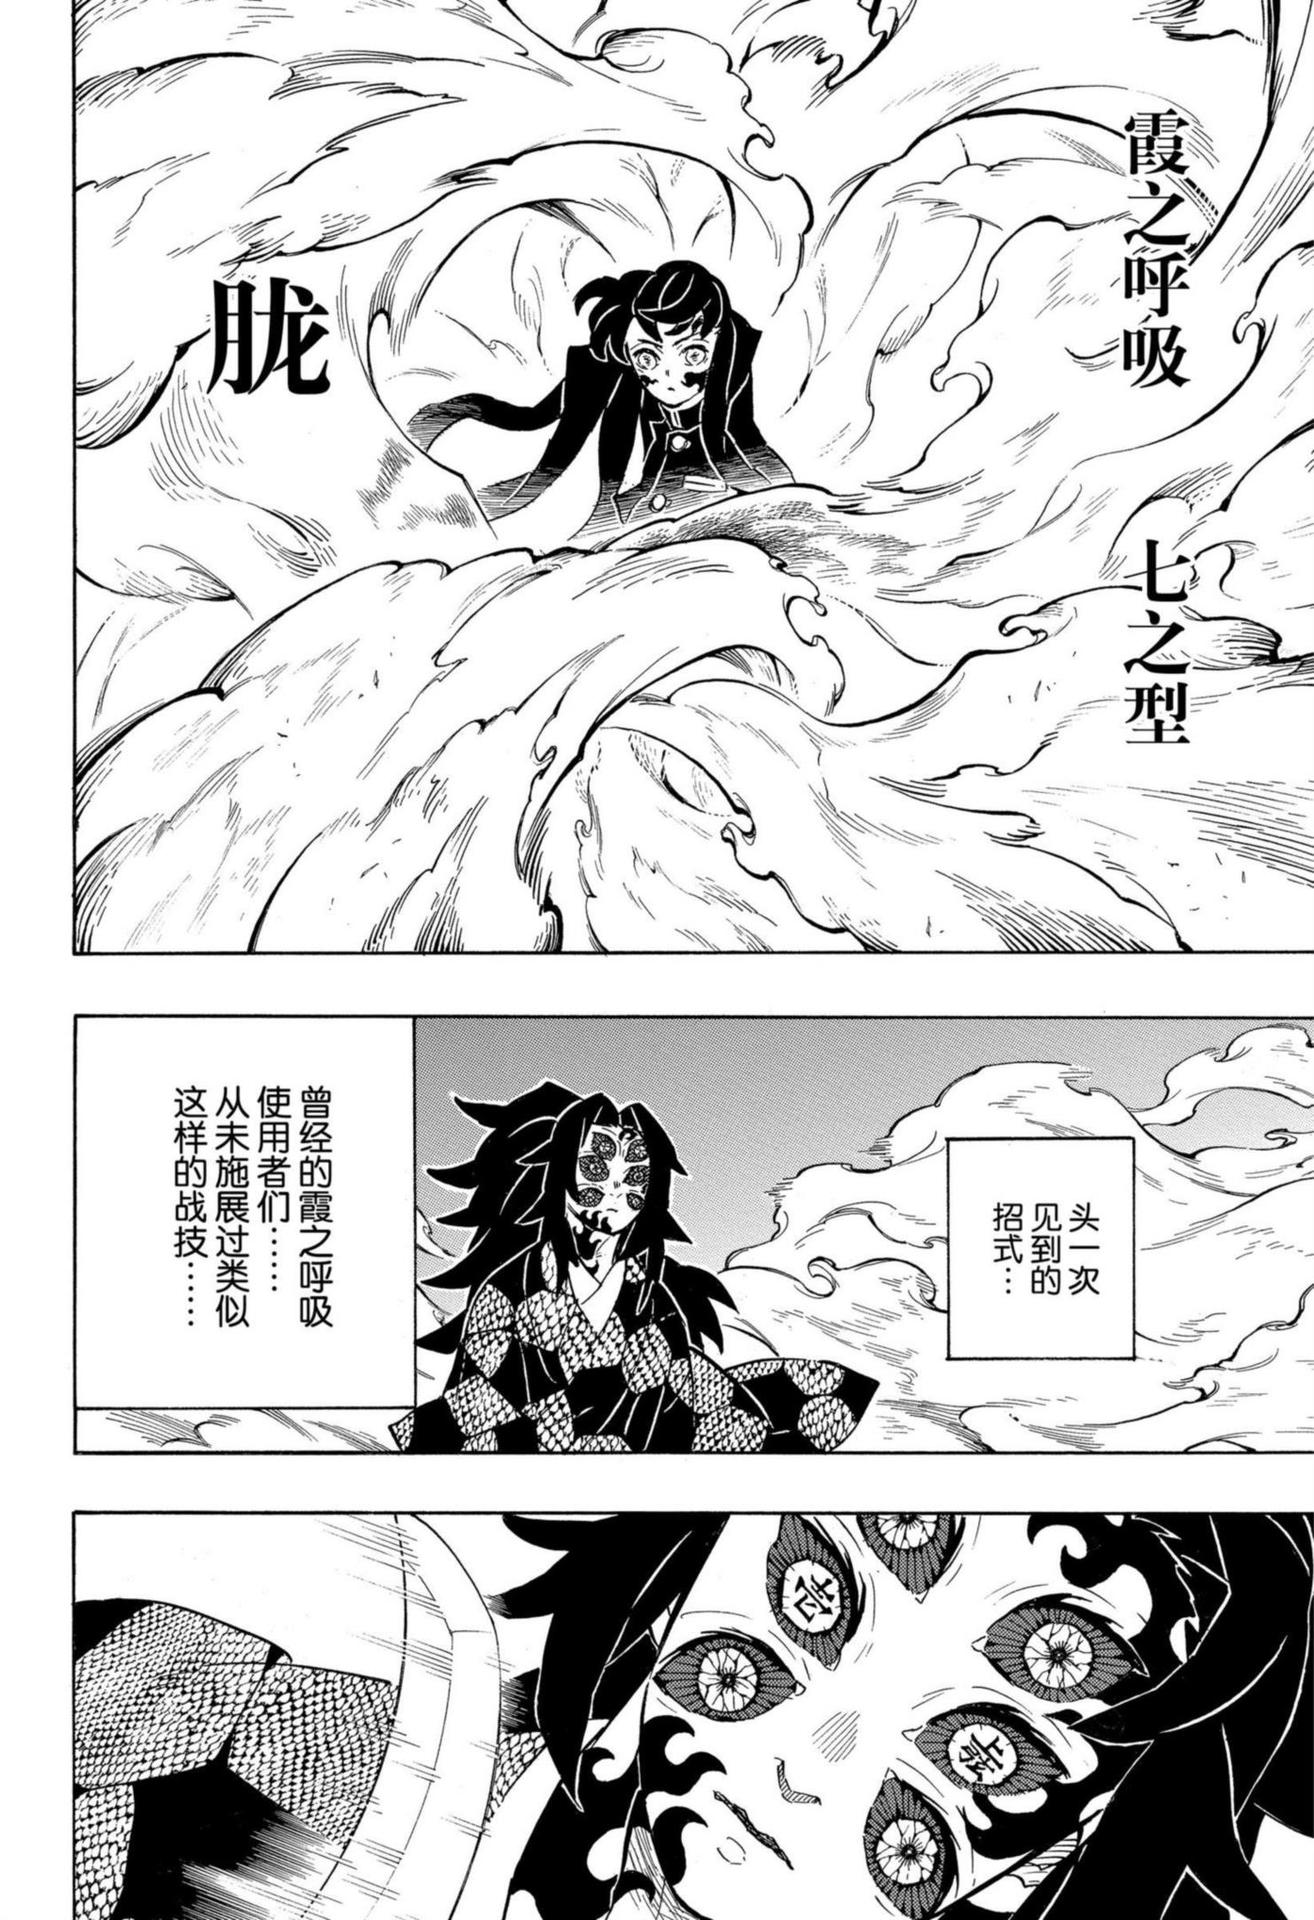 霞之呼吸
七之型
胧
头一次
见到的
招式…
曾经的霞之呼吸
使用者们……
从未施展过类似
这样的战技……
上弦
壱